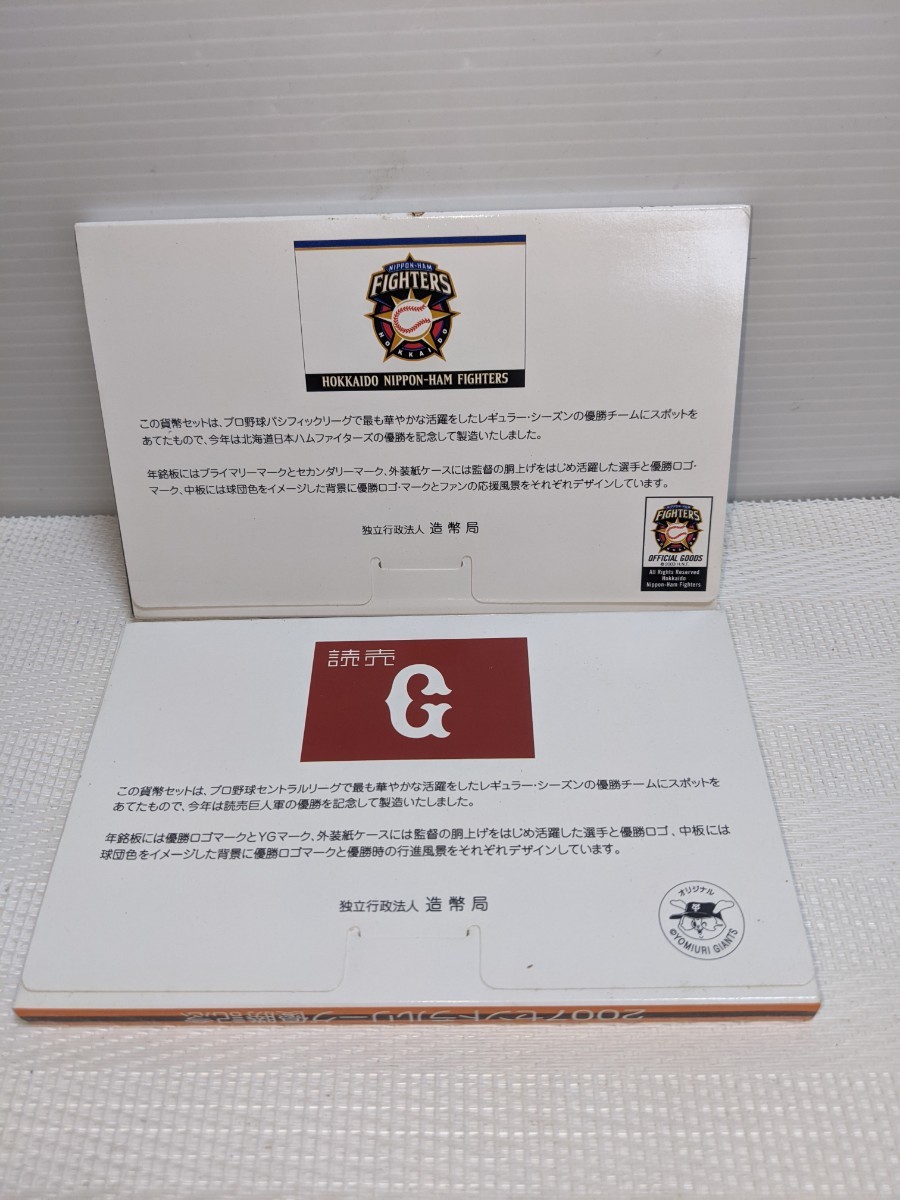 NIPPON-HAM
FIGHTERS
HOKKAIDO
HOKKAIDO NIPPON-HAM FIGHTERS
この貨幣セットは、プロ野球パシフィックリーグで最も華やかな活躍をしたレギュラー・シーズンの優勝チームにスポットを
あてたもので、今年は北海道日本ハムファイターズの優勝を記念して製造いたしました。
年銘板にはプライマリーマークとセカンダリーマーク、外装紙ケースには監督の胴上げをはじめ活躍した選手と優勝ロゴ・
マーク、中板には球団色をイメージした背景に優勝ロゴ・マークとファンの応援風景をそれぞれデザインしています。
独立行政法人 造幣局
NIPPON-HAM
FIGHTERS
OFFICIAL GOODS
© 2003 H.N.F.
All Rights Reserved
Hokkaido
Nippon-Ham Fighters
読売
G
この貨幣セットは、プロ野球セントラルリーグで最も華やかな活躍をしたレギュラー・シーズンの優勝チームにスポットを
あてたもので、今年は読売巨人軍の優勝を記念して製造いたしました。
年銘板には優勝ロゴマークとYGマーク、外装紙ケースには監督の胴上げをはじめ活躍した選手と優勝ロゴ、中板には
球団色をイメージした背景に優勝ロゴマークと優勝時の行進風景をそれぞれデザインしています。
独立行政法人 造幣局
オリジナル
©YOMIURI GIANTS
2007セントラルリーグ優勝記念